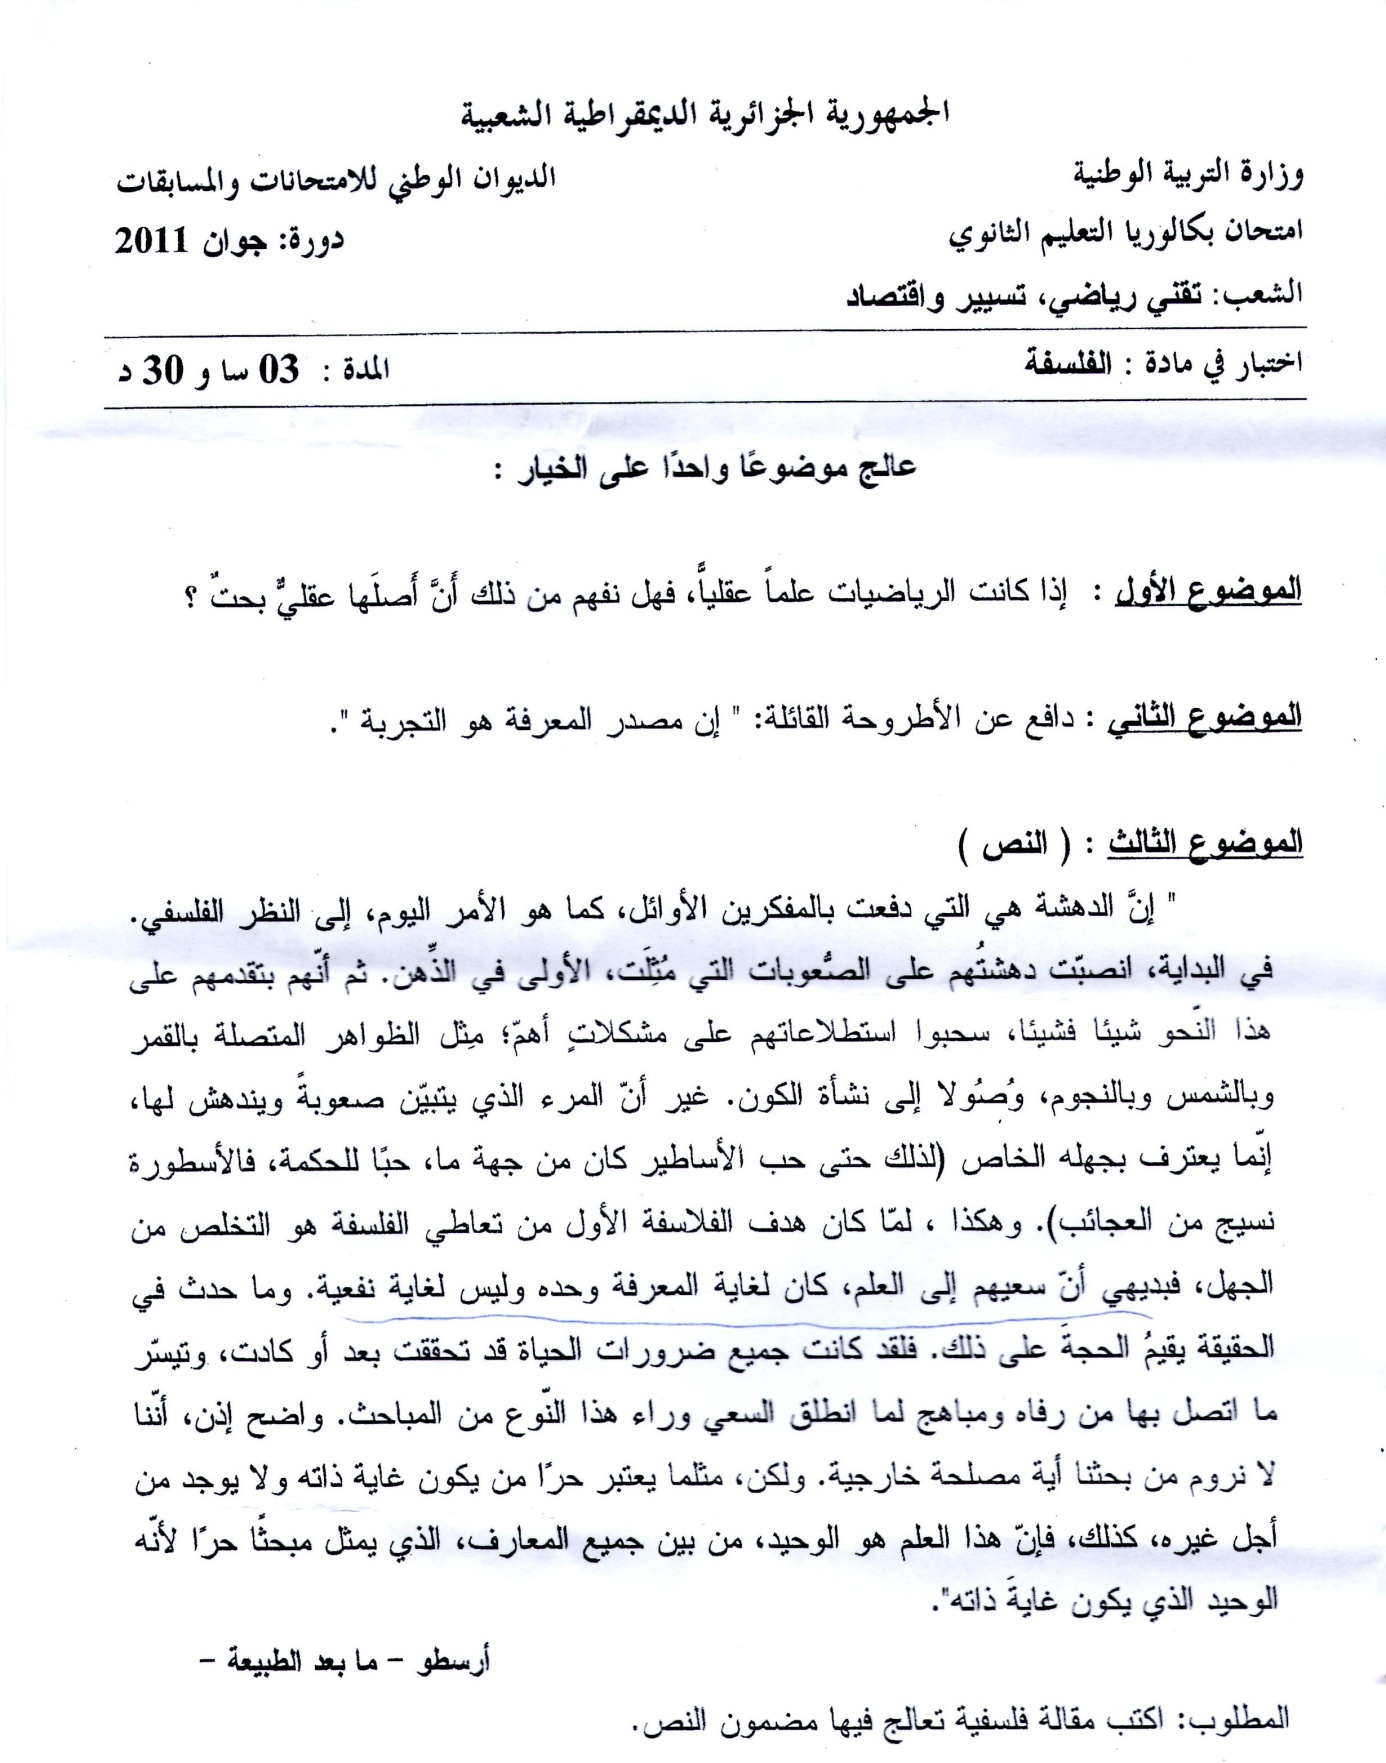 الجمهورية الجزائرية الديمقراطية الشعبية
وزارة التربية الوطنية الديوان الوطني للامتحانات والمسابقات
امتحان بكالوريا التعليم الثانوي دورة: جوان 2011
الشعب: تقني رياضي، تسيير واقتصاد
اختبار في مادة : الفلسفة المدة : 03 سا و 30 د
عالج موضوعًا واحدًا على الخيار :
الموضوع الأول : إذا كانت الرياضيات علماً عقلياًّ، فهل نفهم من ذلك أَنَّ أَصلَها عقليٌّ بحتٌ ؟
الموضوع الثاني : دافع عن الأطروحة القائلة: " إن مصدر المعرفة هو التجربة ".
الموضوع الثالث : ( النص )
" إنَّ الدهشة هي التي دفعت بالمفكرين الأوائل، كما هو الأمر اليوم، إلى النظر الفلسفي.
في البداية، انصبّت دهشتُهم على الصُّعوبات التي مُثِلَت، الأولى في الذِّهن. ثم أنّهم بتقدمهم على
هذا النّحو شيئا فشيئا، سحبوا استطلاعاتهم على مشكلاتٍ أهمّ؛ مِثل الظواهر المتصلة بالقمر
وبالشمس وبالنجوم، وُصُولا إلى نشأة الكون. غير أنّ المرء الذي يتبيّن صعوبةً ويندهش لها،
إنّما يعترف بجهله الخاص (لذلك حتى حب الأساطير كان من جهة ما، حبًا للحكمة، فالأسطورة
نسيج من العجائب). وهكذا ، لمّا كان هدف الفلاسفة الأول من تعاطي الفلسفة هو التخلص من
الجهل، فبديهي أنّ سعيهم إلى العلم، كان لغاية المعرفة وحده وليس لغاية نفعية. وما حدث في
الحقيقة يقيمُ الحجةَ على ذلك. فلقد كانت جميع ضرورات الحياة قد تحققت بعد أو كادت، وتيسّر
ما اتصل بها من رفاه ومباهج لما انطلق السعي وراء هذا النّوع من المباحث. واضح إذن، أنّنا
لا نروم من بحثنا أية مصلحة خارجية. ولكن، مثلما يعتبر حرًا من يكون غاية ذاته ولا يوجد من
أجل غيره، كذلك، فإنّ هذا العلم هو الوحيد، من بين جميع المعارف، الذي يمثل مبحثًا حرًا لأنّه
الوحيد الذي يكون غايةَ ذاته".
أرسطو - ما بعد الطبيعة -
المطلوب: اكتب مقالة فلسفية تعالج فيها مضمون النص.